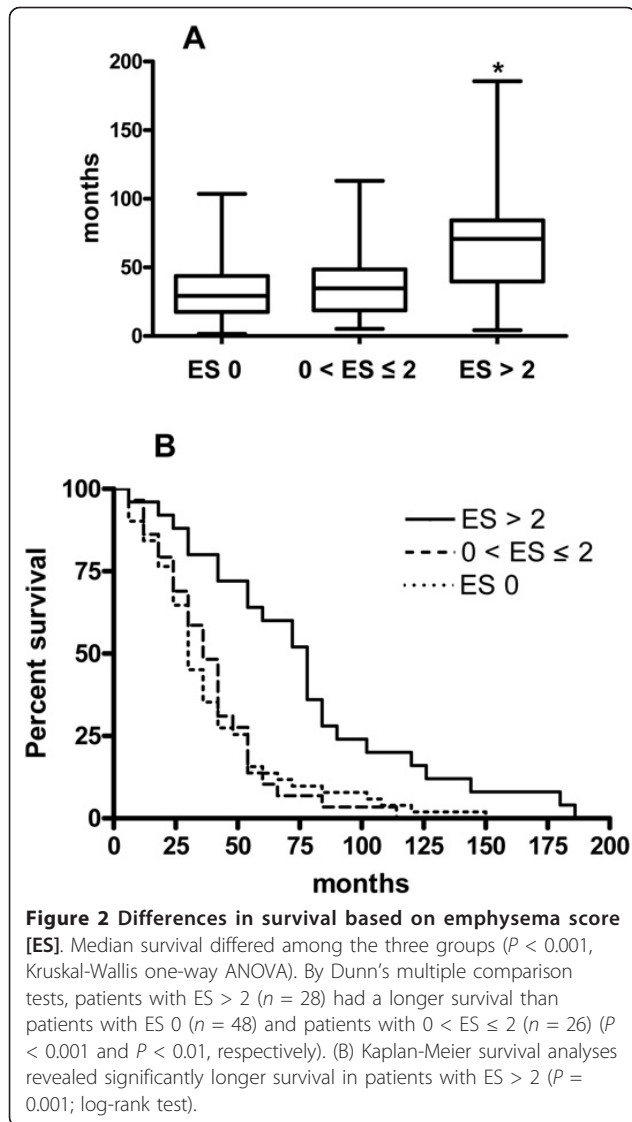 A
200
*
150
months
100
50
0
ES 0
0 < ES ≤ 2
ES > 2
B
100
ES > 2
0 < ES ≤ 2
75
ES 0
Percent survival
50
25
0
0 25 50 75 100 125 150 175 200
months
Figure 2 Differences in survival based on emphysema score
[ES]. Median survival differed among the three groups (P < 0.001,
Kruskal-Wallis one-way ANOVA). By Dunn's multiple comparison
tests, patients with ES > 2 (n = 28) had a longer survival than
patients with ES 0 (n = 48) and patients with 0 < ES ≤ 2 (n = 26) (P
< 0.001 and P < 0.01, respectively). (B) Kaplan-Meier survival analyses
revealed significantly longer survival in patients with ES > 2 (P =
0.001; log-rank test).